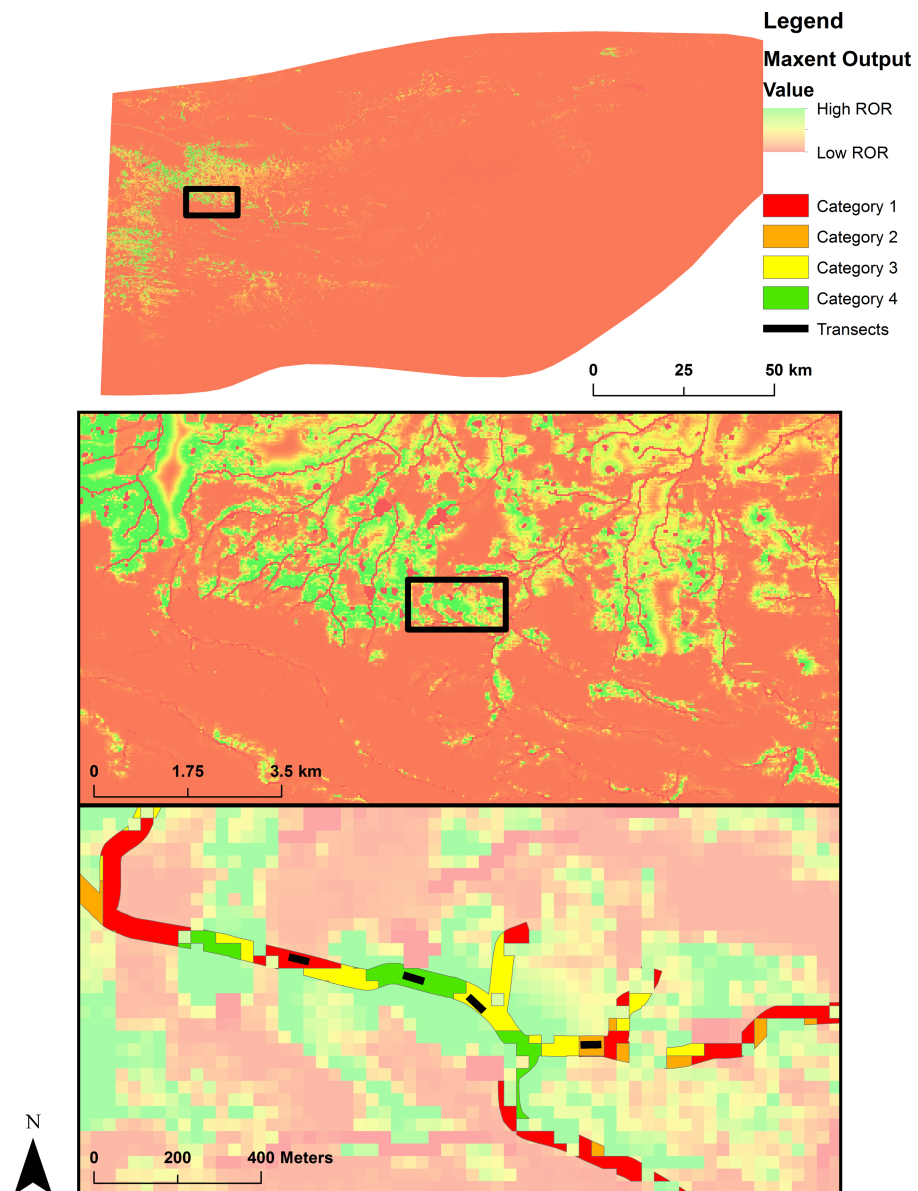 Legend
Maxent Output
Value
High ROR
Low ROR
Category 1
Category 2
Category 3
Category 4
Transects
0 25 50 km
0 1.75 3.5 km
N
0 200 400 Meters